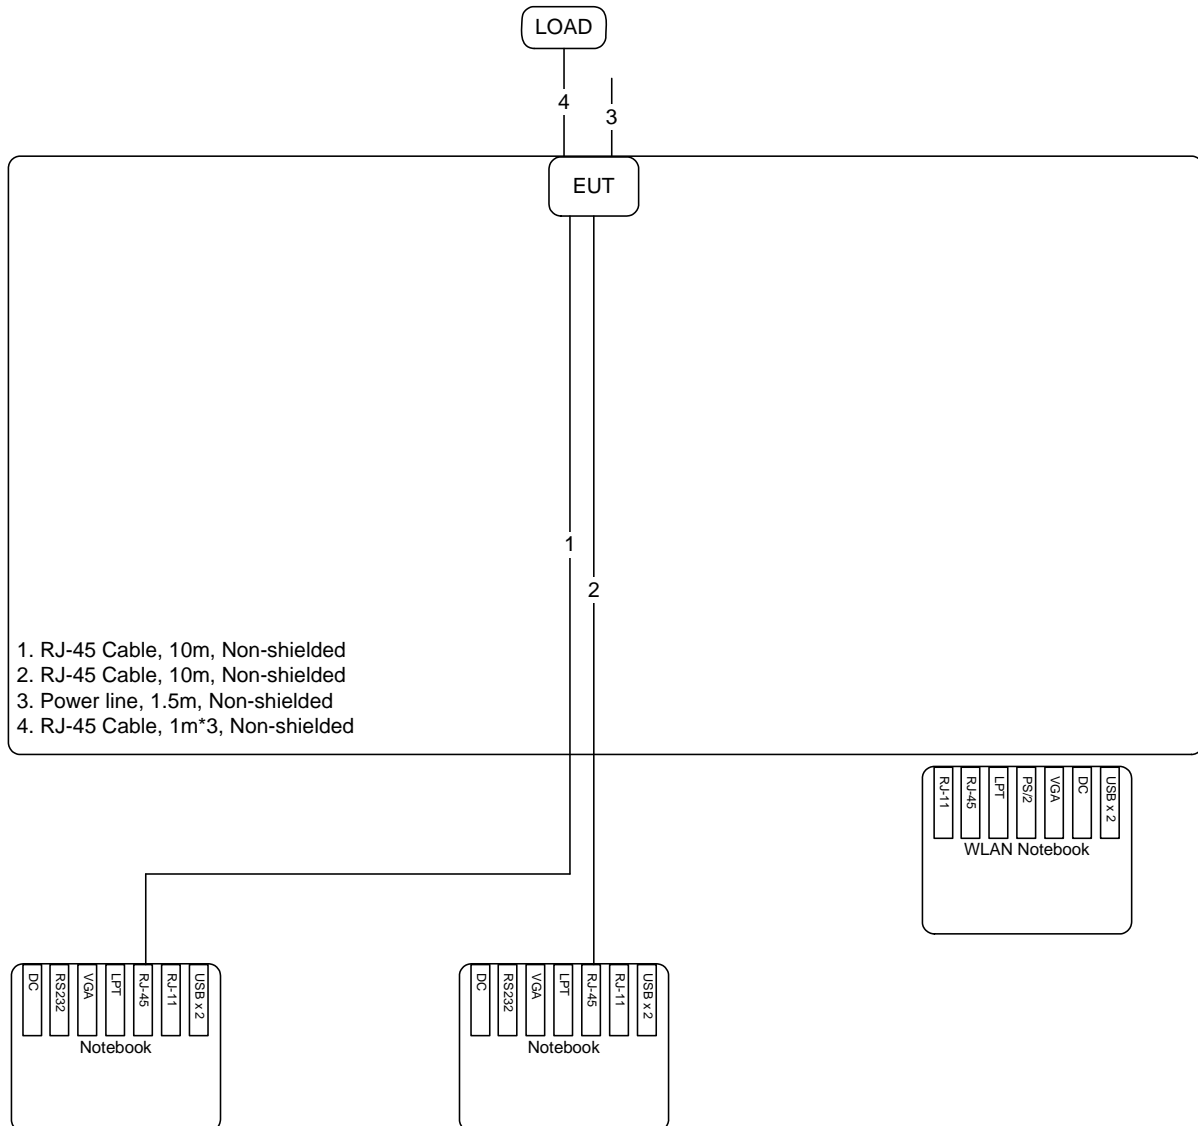 LOAD
4
3
EUT
1
2
1. RJ-45 Cable, 10m, Non-shielded
2. RJ-45 Cable, 10m, Non-shielded
3. Power line, 1.5m, Non-shielded
4. RJ-45 Cable, 1m*3, Non-shielded
RJ-11
RJ-45
LPT
PS/2
VGA
DC
USB x 2
WLAN Notebook
DC
RS232
VGA
LPT
RJ-45
RJ-11
USB x 2
Notebook
DC
RS232
VGA
LPT
RJ-45
RJ-11
USB x 2
Notebook